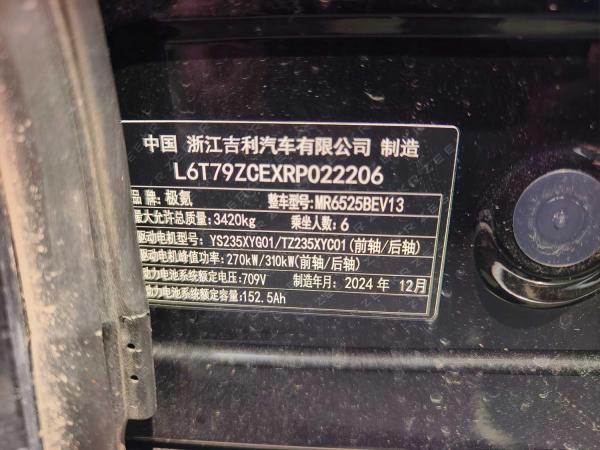 中国 浙江吉利汽车有限公司 制造
L6T79ZCEXRP022206
品牌:极氪 整车型号:MR6525BEV13
最大允许总质量:3420kg 乘坐人数:6
驱动电机型号:YS235XYG01/TZ235XYC01(前轴/后轴)
驱动电机峰值功率:270kW/310kW(前轴/后轴)
动力电池系统额定电压:709V 制造年月:2024年 12月
动力电池系统额定容量:152.5Ah